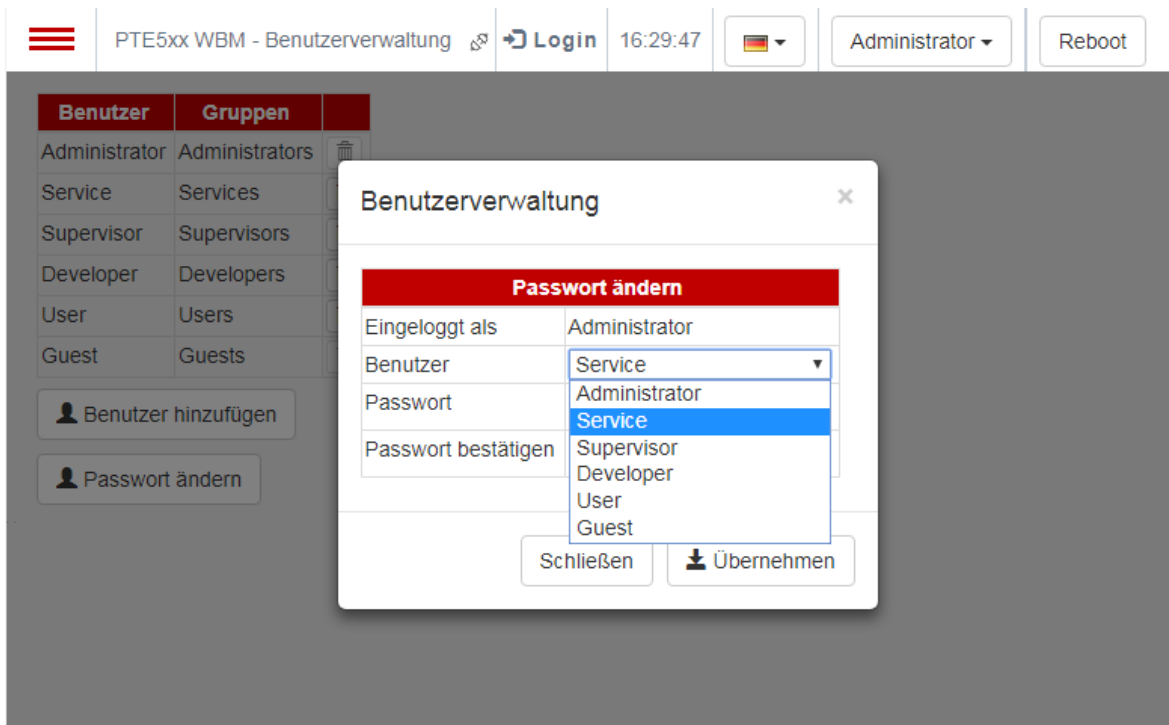 PTE5xx WBM - Benutzerverwaltung Login 16:29:47 Administrator Reboot
Benutzer Gruppen
Administrator Administrators
Service Services
Supervisor Supervisors
Developer Developers
User Users
Guest Guests
Benutzer hinzufügen
Passwort ändern
Benutzerverwaltung ×
Passwort ändern
Eingeloggt als Administrator
Benutzer Service
Passwort
Passwort bestätigen
Administrator
Service
Supervisor
Developer
User
Guest
Schließen Übernehmen